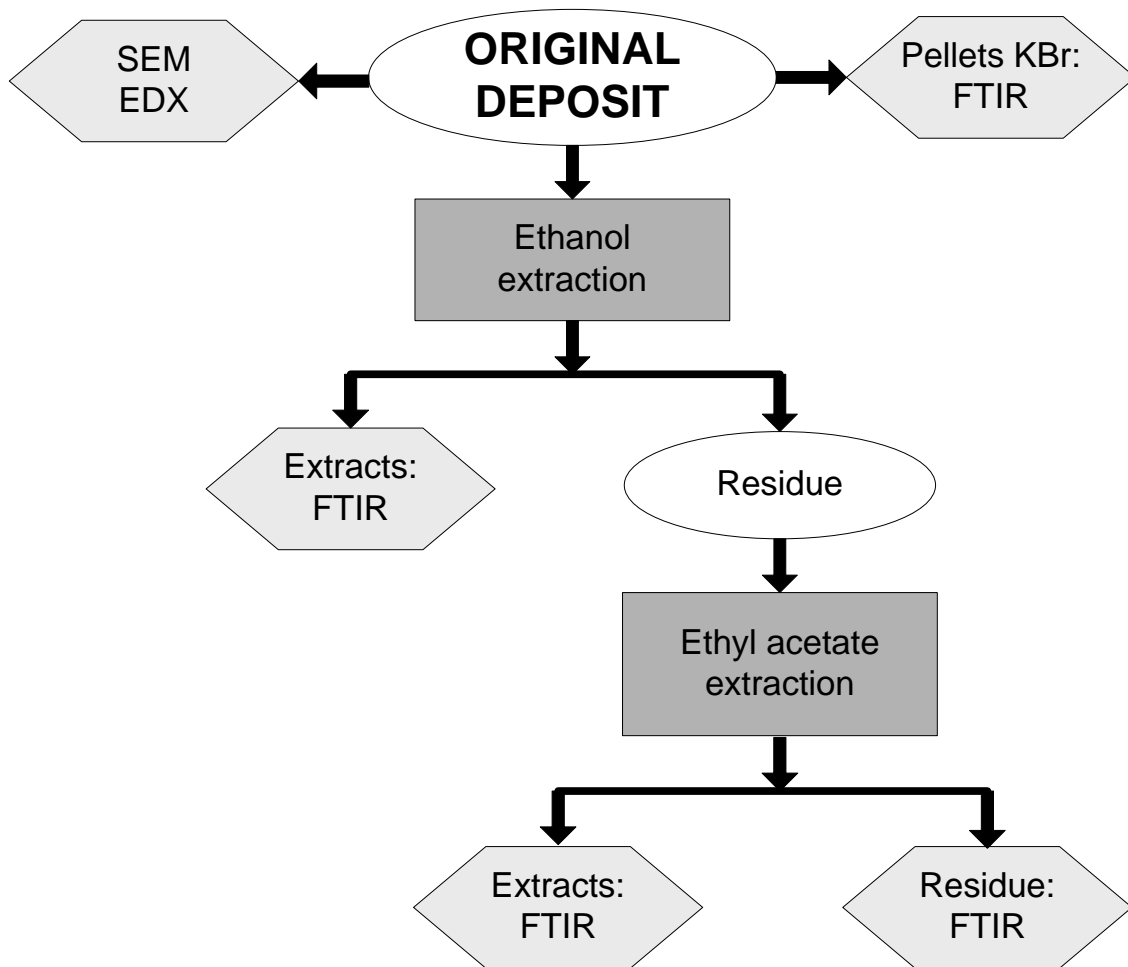 SEM
EDX
ORIGINAL
DEPOSIT
Pellets KBr:
FTIR
Ethanol
extraction
Extracts:
FTIR
Residue
Ethyl acetate
extraction
Extracts:
FTIR
Residue:
FTIR